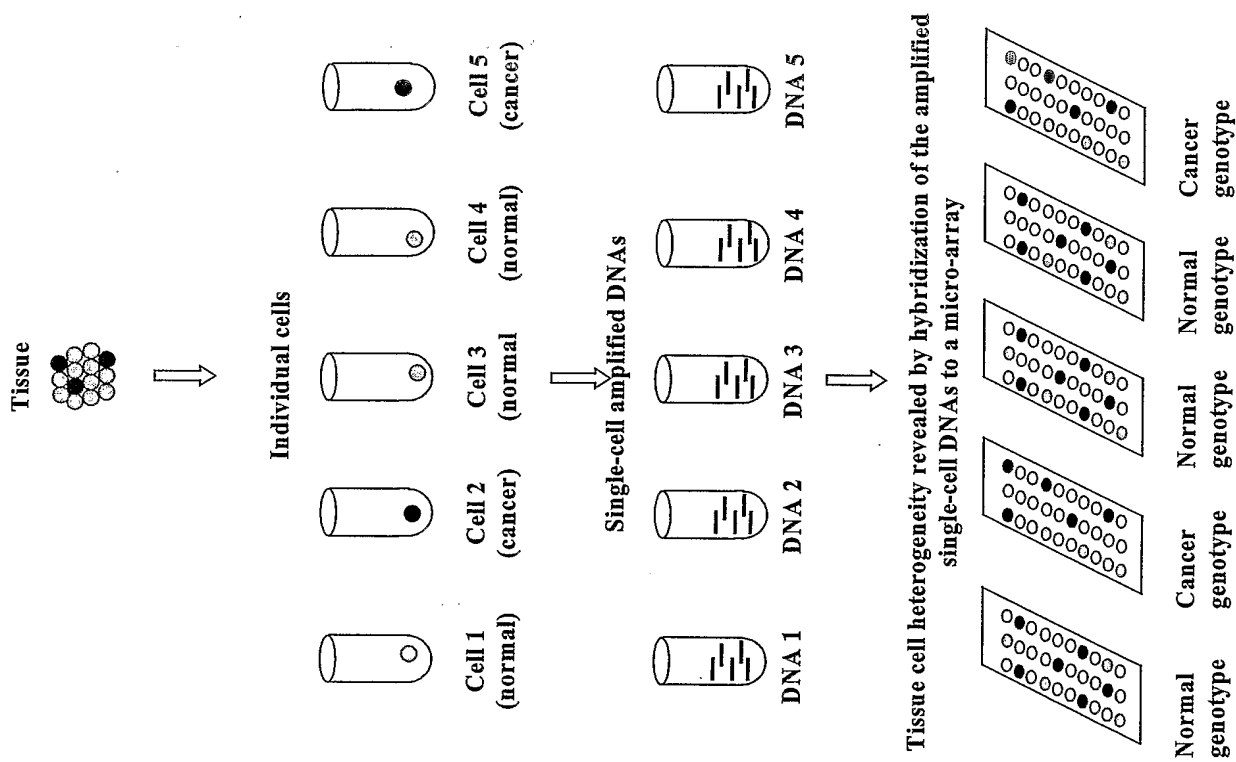 Tissue
Individual cells
Cell 1
(normal)
Cell 2
(cancer)
Cell 3
(normal
Cell 4
(normal)
Cell 5
(cancer)
Single-cell amplified DNAs
DNA 1
DNA 2
DNA 3
DNA 4
DNA 5
Tissue cell heterogeneity revealed by hybridization of the amplified
single-cell DNAs to a micro-array
Normal
genotype
Cancer
genotype
Normal
genotype
Normal
genotype
Cancer
genotype